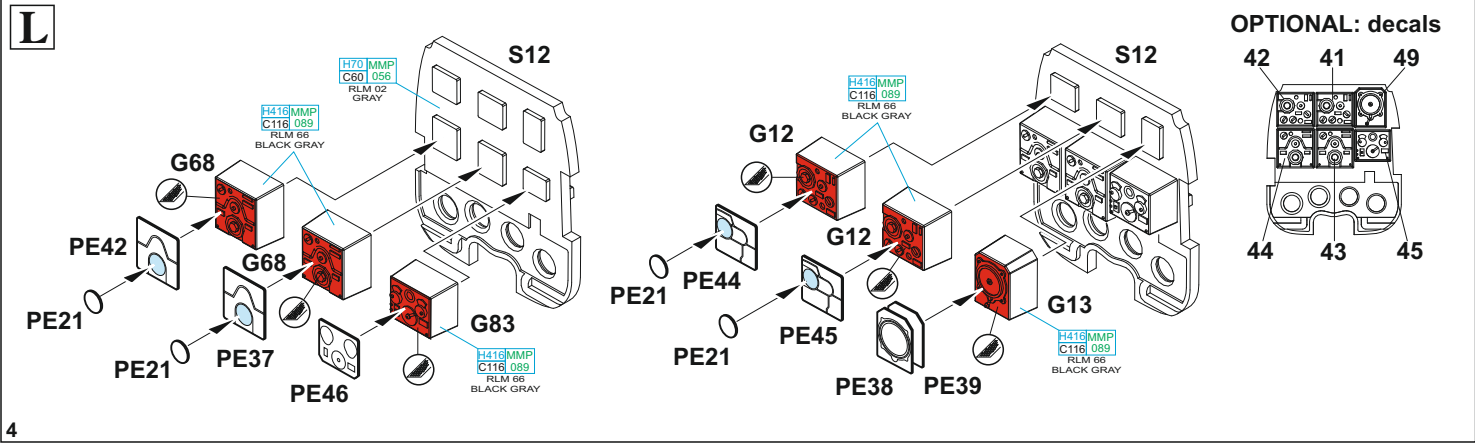 L
S12
H70 MMP
C60 056
RLM 02
GRAY
H416 MMP
C116 089
RLM 66
BLACK GRAY
G68
PE42
G68
PE21
PE37
PE21
G83
PE46
H416 MMP
C116 089
RLM 66
BLACK GRAY
S12
H416 MMP
C116 089
RLM 66
BLACK GRAY
G12
G12
PE44
PE21
PE45
PE21
G13
H416 MMP
C116 089
RLM 66
BLACK GRAY
PE38 PE39
OPTIONAL: decals
42 41 49
44 43 45
4